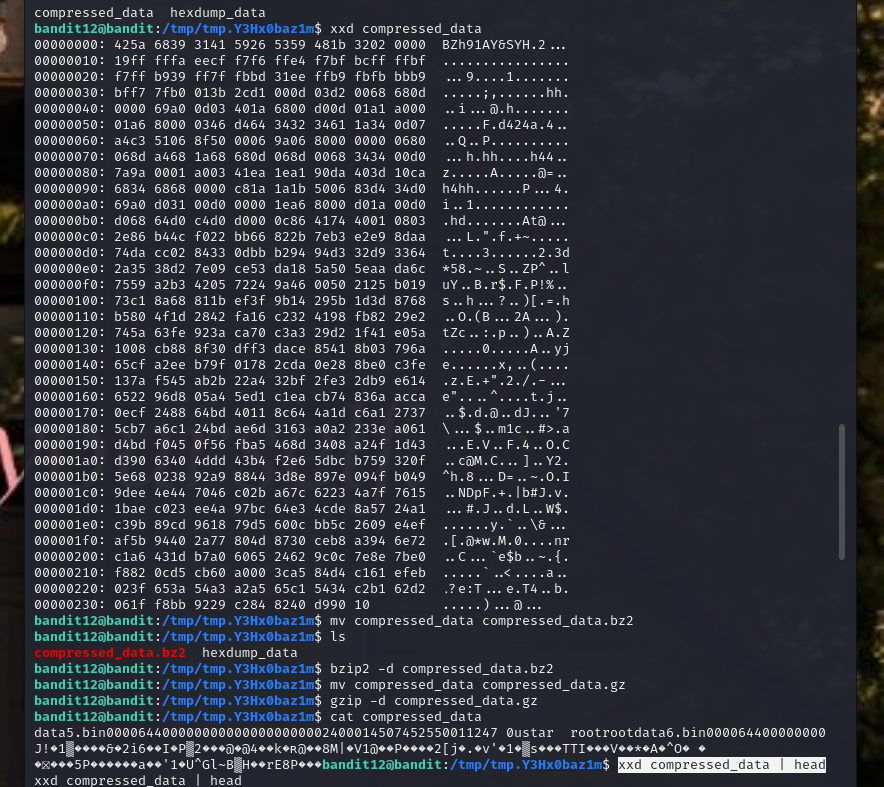 compressed_data  hexdump_data
bandit12@bandit:/tmp/tmp.Y3Hx0baz1m$ xxd compressed_data
00000000: 425a 6839 3141 5926 5359 481b 3202 0000  BZh91AY&SYH.2...
00000010: 19ff fffa eecf f7f6 ffe4 f7bf bcff ffbf  ................
00000020: f7ff b939 ff7f fbbd 31ee ffb9 fbfb bbb9  ...9....1.......
00000030: bff7 7fb0 013b 2cd1 000d 03d2 0068 680d  .....;,......hh.
00000040: 0000 69a0 0d03 401a 6800 d00d 01a1 a000  ..i...@.h.......
00000050: 01a6 8000 0346 d464 3432 3461 1a34 0d07  .....F.d424a.4..
00000060: a4c3 5106 8f50 0006 9a06 8000 0000 0680  ..Q..P..........
00000070: 068d a468 1a68 680d 068d 0068 3434 00d0  ...h.hh....h44..
00000080: 7a9a 0001 a003 41ea 1ea1 90da 403d 10ca  z.....A.....@=..
00000090: 6834 6868 0000 c81a 1a1b 5006 83d4 34d0  h4hh......P...4.
000000a0: 69a0 d031 00d0 0000 1ea6 8000 d01a 00d0  i..1............
000000b0: d068 64d0 c4d0 d000 0c86 4174 4001 0803  .hd.......At@...
000000c0: 2e86 b44c f022 bb66 822b 7eb3 e2e9 8daa  ...L.".f.+~.....
000000d0: 74da cc02 8433 0dbb b294 94d3 32d9 3364  t....3......2.3d
000000e0: 2a35 38d2 7e09 ce53 da18 5a50 5eaa da6c  *58.~..S..ZP^..l
000000f0: 7559 a2b3 4205 7224 9a46 0050 2125 b019  uY..B.r$.F.P!%..
00000100: 73c1 8a68 811b ef3f 9b14 295b 1d3d 8768  s..h...?..)[.=.h
00000110: b580 4f1d 2842 fa16 c232 4198 fb82 29e2  ..O.(B...2A...).
00000120: 745a 63fe 923a ca70 c3a3 29d2 1f41 e05a  tZc..:.p..)..A.Z
00000130: 1008 cb88 8f30 dff3 dace 8541 8b03 796a  .....0.....A..yj
00000140: 65cf a2ee b79f 0178 2cda 0e28 8be0 c3fe  e......x,..(....
00000150: 137a f545 ab2b 22a4 32bf 2fe3 2db9 e614  .z.E.+".2./.-...
00000160: 6522 96d8 05a4 5ed1 c1ea cb74 836a acca  e"....^....t.j..
00000170: 0ecf 2488 64bd 4011 8c64 4a1d c6a1 2737  ..$.d.@..dJ...'7
00000180: 5cb7 a6c1 24bd ae6d 3163 a0a2 233e a061  \...$..m1c..#>.a
00000190: d4bd f045 0f56 fba5 468d 3408 a24f 1d43  ...E.V..F.4..O.C
000001a0: d390 6340 4ddd 43b4 f2e6 5dbc b759 320f  ..c@M.C...]..Y2.
000001b0: 5e68 0238 92a9 8844 3d8e 897e 094f b049  ^h.8...D=..~.O.I
000001c0: 9dee 4e44 7046 c02b a67c 6223 4a7f 7615  ..NDpF.+.|b#J.v.
000001d0: 1bae c023 ee4a 97bc 64e3 4cde 8a57 24a1  ...#.J..d.L..W$.
000001e0: c39b 89cd 9618 79d5 600c bb5c 2609 e4ef  ......y.`..\&...
000001f0: af5b 9440 2a77 804d 8730 ceb8 a394 6e72  .[.@*w.M.0....nr
00000200: c1a6 431d b7a0 6065 2462 9c0c 7e8e 7be0  ..C...`e$b..~.{.
00000210: f882 0cd5 cb60 a000 3ca5 84d4 c161 efeb  .....`..<....a..
00000220: 023f 653a 54a3 a2a5 65c1 5434 c2b1 62d2  .?e:T...e.T4..b.
00000230: 061f f8bb 9229 c284 8240 d990 10  .....)...@...
bandit12@bandit:/tmp/tmp.Y3Hx0baz1m$ mv compressed_data compressed_data.bz2
bandit12@bandit:/tmp/tmp.Y3Hx0baz1m$ ls
compressed_data.bz2  hexdump_data
bandit12@bandit:/tmp/tmp.Y3Hx0baz1m$ bzip2 -d compressed_data.bz2
bandit12@bandit:/tmp/tmp.Y3Hx0baz1m$ mv compressed_data compressed_data.gz
bandit12@bandit:/tmp/tmp.Y3Hx0baz1m$ gzip -d compressed_data.gz
bandit12@bandit:/tmp/tmp.Y3Hx0baz1m$ cat compressed_data
bandit12@bandit:/tmp/tmp.Y3Hx0baz1m$ xxd compressed_data | head
xxd compressed_data | head